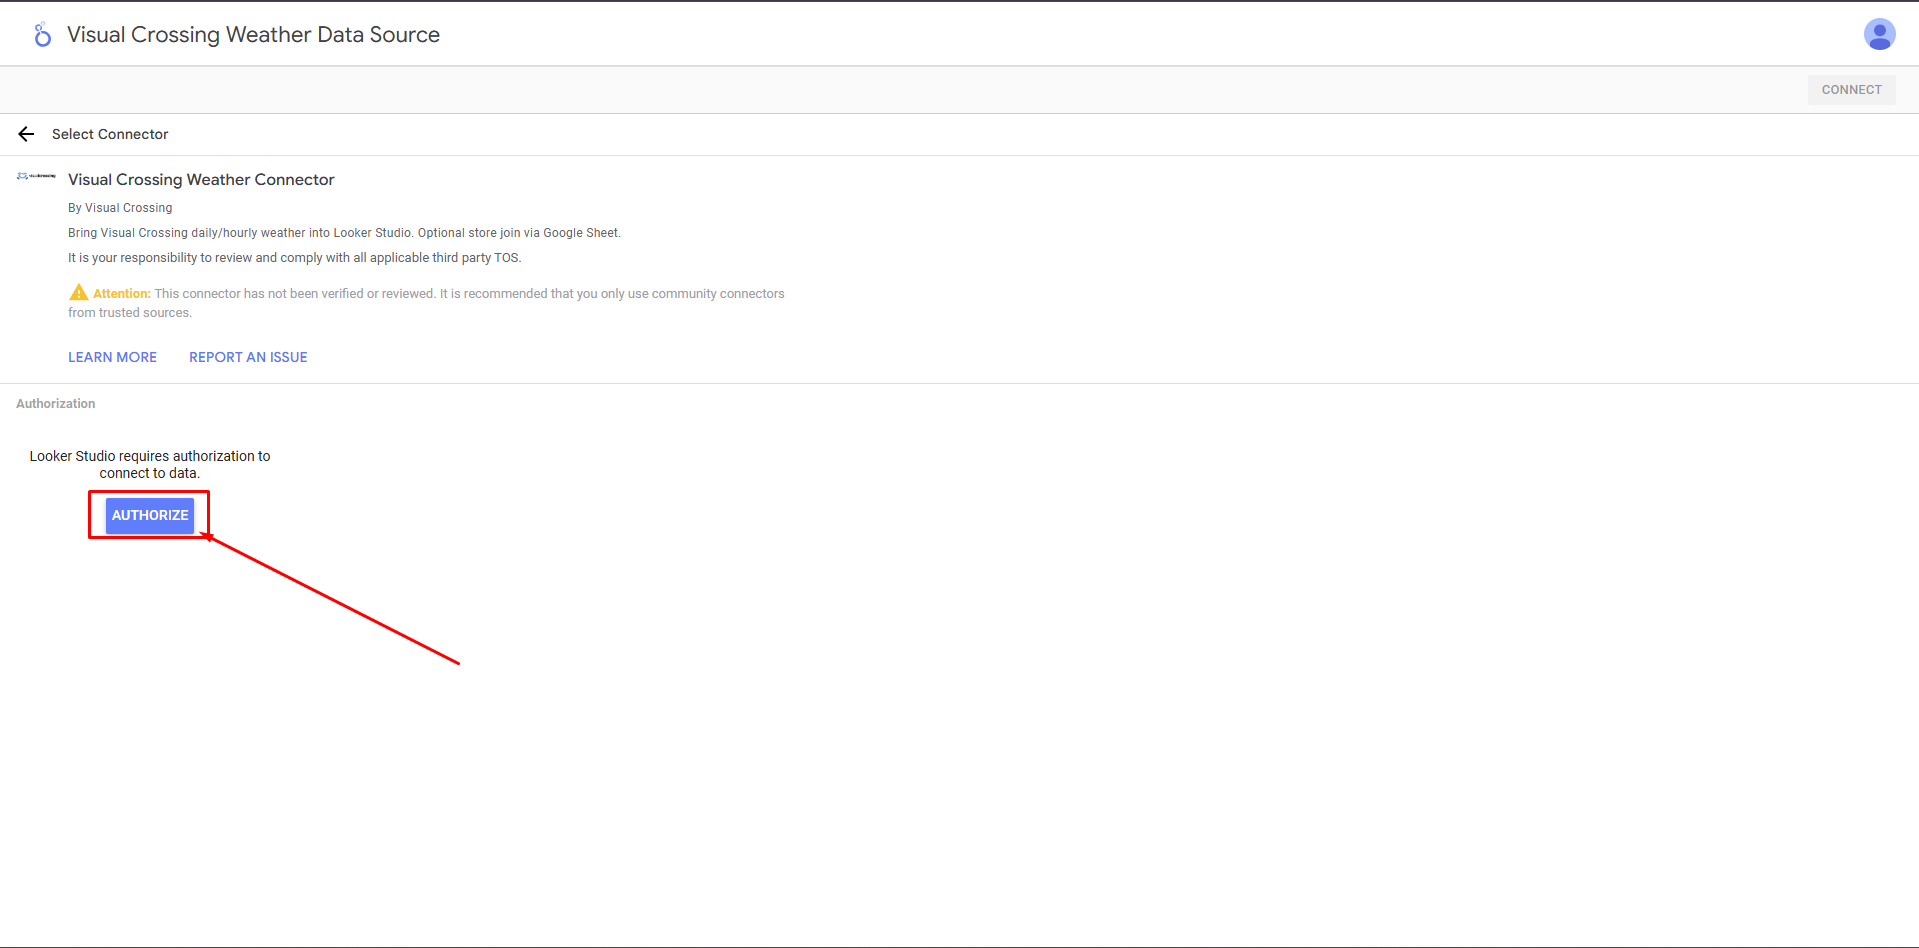 Visual Crossing Weather Data Source
CONNECT
Select Connector
Visual Crossing Weather Connector
By Visual Crossing
Bring Visual Crossing daily/hourly weather into Looker Studio. Optional store join via Google Sheet.
It is your responsibility to review and comply with all applicable third party TOS.
Attention: This connector has not been verified or reviewed. It is recommended that you only use community connectors
from trusted sources.
LEARN MORE REPORT AN ISSUE
Authorization
Looker Studio requires authorization to
connect to data.
AUTHORIZE